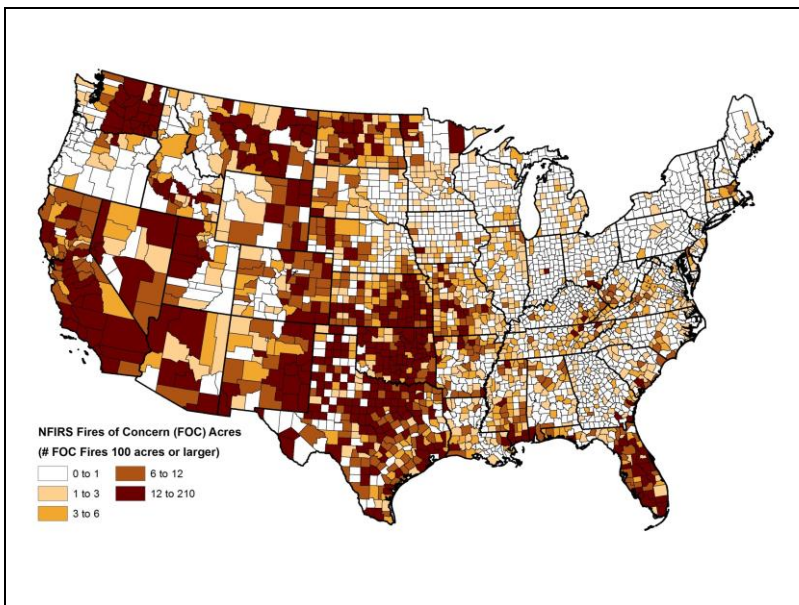 NFIRS Fires of Concern (FOC) Acres
(# FOC Fires 100 acres or larger)
0 to 1
1 to 3
3 to 6
6 to 12
12 to 210